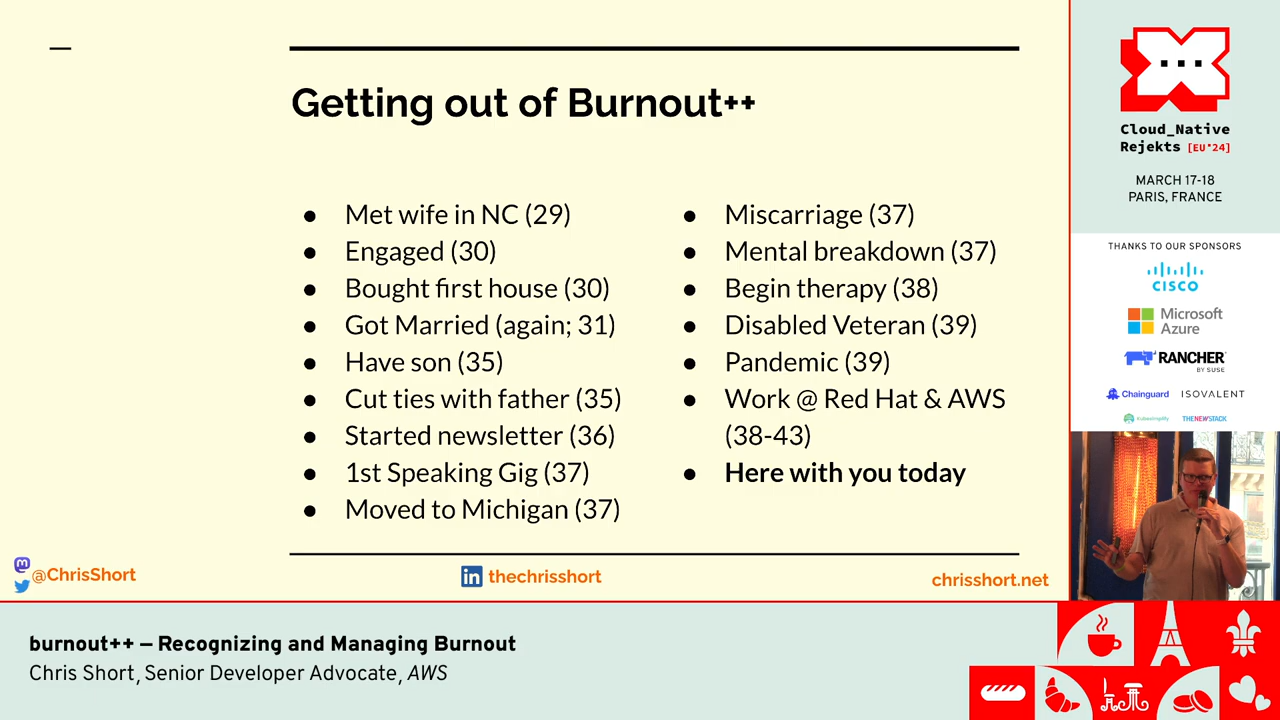 Getting out of Burnout++
● Met wife in NC (29)
● Engaged (30)
● Bought first house (30)
● Got Married (again; 31)
● Have son (35)
● Cut ties with father (35)
● Started newsletter (36)
● 1st Speaking Gig (37)
● Moved to Michigan (37)
● Miscarriage (37)
● Mental breakdown (37)
● Begin therapy (38)
● Disabled Veteran (39)
● Pandemic (39)
● Work @ Red Hat & AWS
(38-43)
● Here with you today
@ChrisShort
thechrisshort
chrisshort.net
burnout++ — Recognizing and Managing Burnout
Chris Short, Senior Developer Advocate, AWS
Cloud_Native
Rejekts [EU*24]
MARCH 17-18
PARIS, FRANCE
THANKS TO OUR SPONSORS
CISCO
Microsoft
Azure
RANCHER
BY SUSE
Chainguard
ISOVALENT
THENEWSTACK